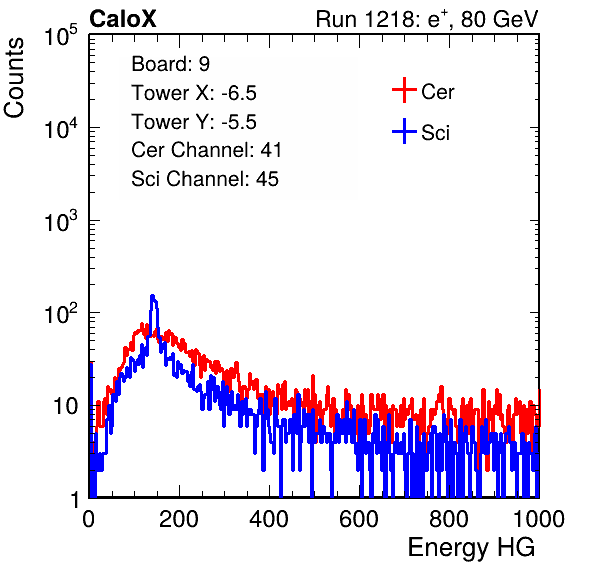 CaloX Run 1218: e⁺, 80 GeV
Counts
Board: 9
Tower X: -6.5
Tower Y: -5.5
Cer Channel: 41
Sci Channel: 45
Cer
Sci
10⁵
10⁴
10³
10²
10
1
0 200 400 600 800 1000
Energy HG